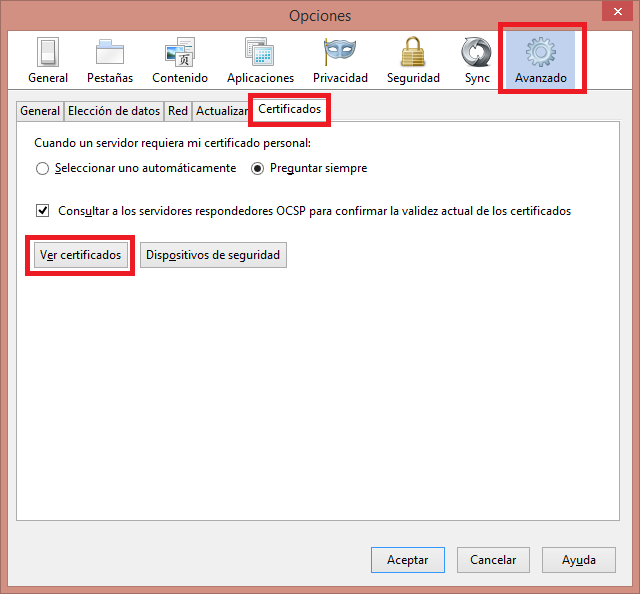 Opciones
General Pestañas Contenido Aplicaciones Privacidad Seguridad Sync Avanzado
General Elección de datos Red Actualizar Certificados
Cuando un servidor requiera mi certificado personal:
Seleccionar uno automáticamente Preguntar siempre
Consultar a los servidores respondedores OCSP para confirmar la validez actual de los certificados
Ver certificados Dispositivos de seguridad
Aceptar Cancelar Ayuda